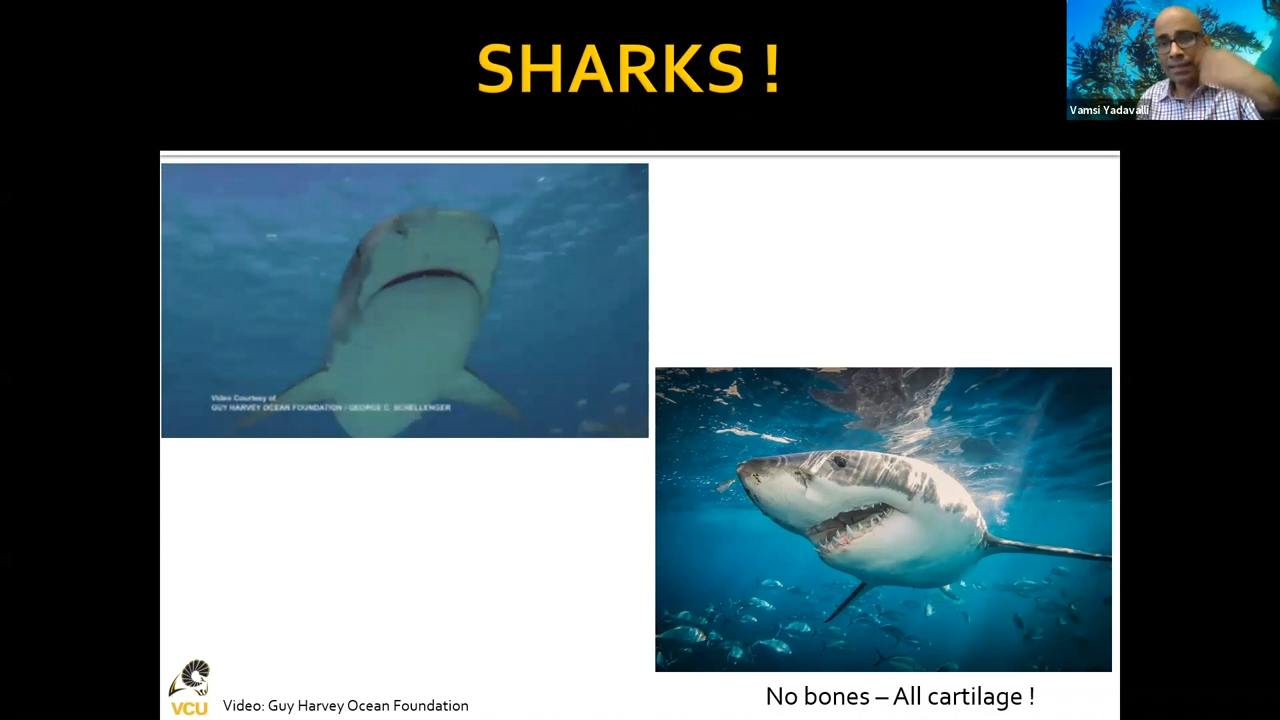 SHARKS !
Vamsi Yadavalli
Video Courtesy of
GUY HARVEY OCEAN FOUNDATION / GEORGE C. SCHELLENGER
No bones – All cartilage !
VCU
Video: Guy Harvey Ocean Foundation